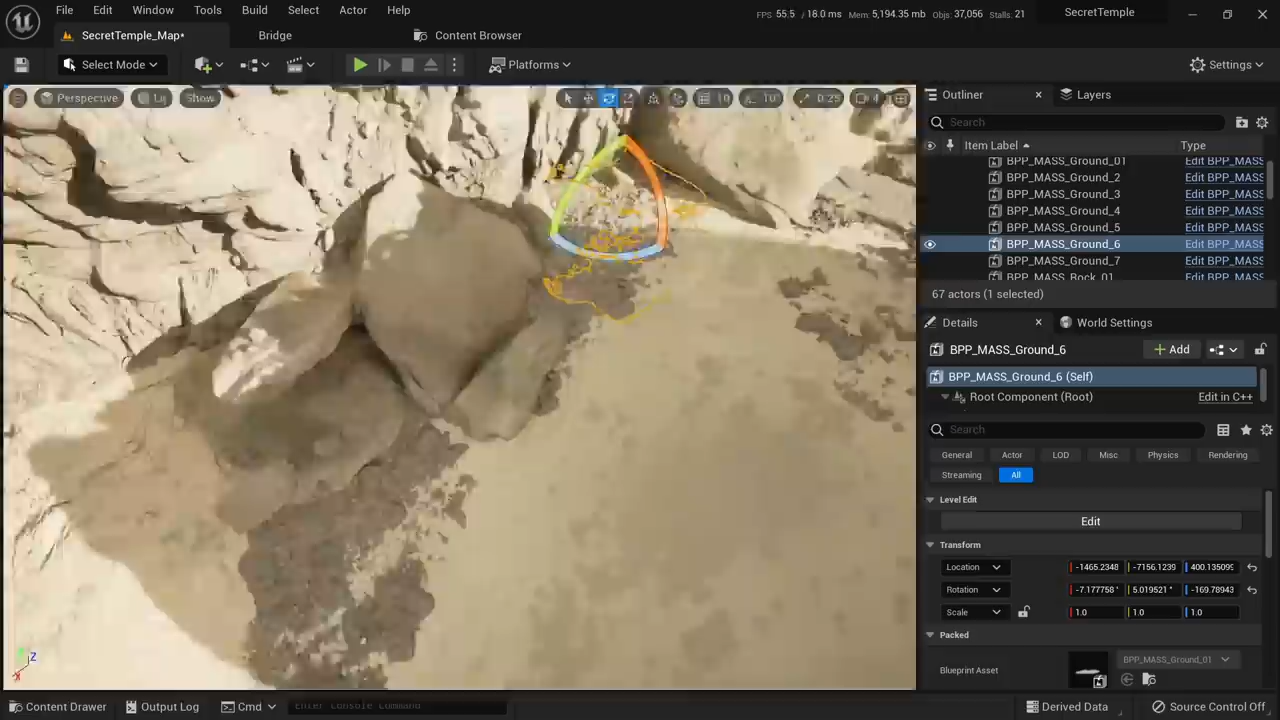 File Edit Window Tools Build Select Actor Help
FPS 55.5 / 18.0 ms Mem: 5,194.35 mb Objs: 37,056 Stalls: 21
SecretTemple
SecretTemple_Map*
Bridge
Content Browser
Select Mode
Platforms
Settings
Perspective
Show
10
10°
0.25
4
Outliner
Layers
Search
Item Label
Type
BPP_MASS_Ground_01 Edit BPP_MASS
BPP_MASS_Ground_2 Edit BPP_MASS
BPP_MASS_Ground_3 Edit BPP_MASS
BPP_MASS_Ground_4 Edit BPP_MASS
BPP_MASS_Ground_5 Edit BPP_MASS
BPP_MASS_Ground_6 Edit BPP_MASS
BPP_MASS_Ground_7 Edit BPP_MASS
BPP_MASS_Rock_01 Edit BPP_MASS
67 actors (1 selected)
Details
World Settings
BPP_MASS_Ground_6
Add
BPP_MASS_Ground_6 (Self)
Root Component (Root) Edit in C++
Search
General Actor LOD Misc Physics Rendering
Streaming All
Level Edit
Edit
Transform
Location -1465.2348 -7156.1239 400.135095
Rotation -7.177758° 5.019521° -169.78943
Scale 1.0 1.0 1.0
Packed
Blueprint Asset BPP_MASS_Ground_01
Z
X
Content Drawer Output Log Cmd Enter Console Command
Derived Data Source Control Off